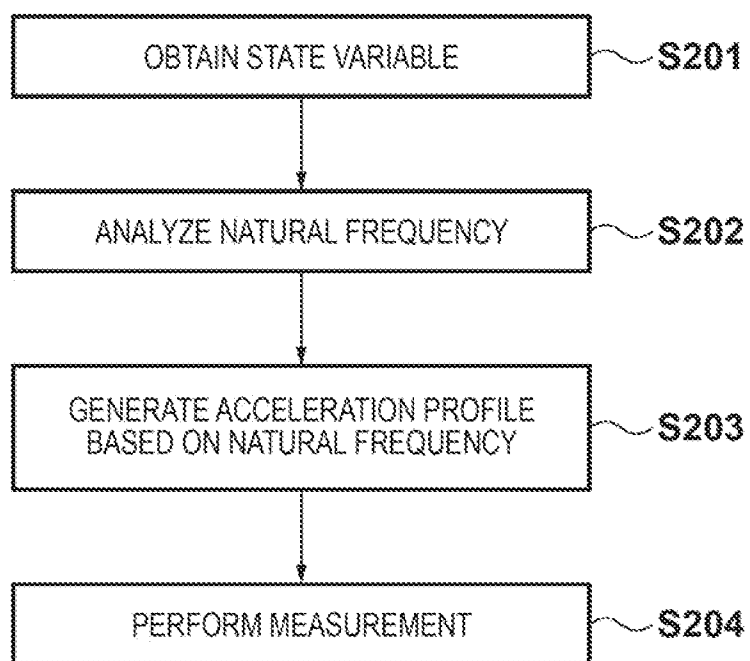 OBTAIN STATE VARIABLE S201
ANALYZE NATURAL FREQUENCY S202
GENERATE ACCELERATION PROFILE
BASED ON NATURAL FREQUENCY S203
PERFORM MEASUREMENT S204